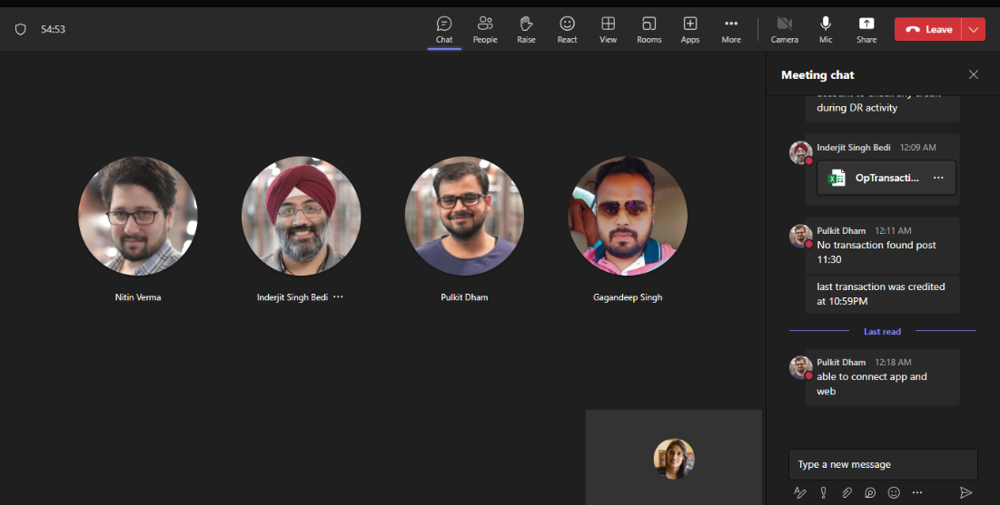 54:53
Chat
People
Raise
React
View
Rooms
Apps
More
Camera
Mic
Share
Leave
Meeting chat
during DR activity
Inderjit Singh Bedi 12:09 AM
OpTransacti...
Pulkit Dham 12:11 AM
No transaction found post
11:30
last transaction was credited
at 10:59PM
Last read
Pulkit Dham 12:18 AM
able to connect app and
web
Type a new message
Nitin Verma
Inderjit Singh Bedi
Pulkit Dham
Gagandeep Singh